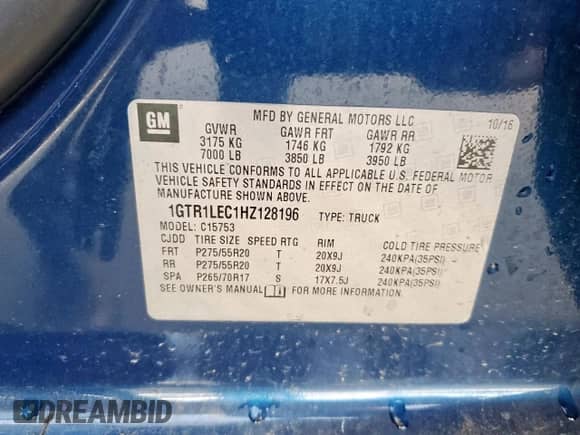 GM
MFD BY GENERAL MOTORS LLC
10/16
GVWR GAWR FRT GAWR RR
3175 KG 1746 KG 1792 KG
7000 LB 3850 LB 3950 LB
THIS VEHICLE CONFORMS TO ALL APPLICABLE U.S. FEDERAL MOTOR
VEHICLE SAFETY STANDARDS IN EFFECT ON THE DATE OF
MANUFACTURE SHOWN ABOVE.
1GTR1LEC1HZ128196 TYPE: TRUCK
MODEL: C15753
CJDD TIRE SIZE SPEED RTG RIM COLD TIRE PRESSURE
FRT P275/55R20 T 20X9J 240KPA(35PSI)
RR P275/55R20 T 20X9J 240KPA(35PSI)
SPA P265/70R17 S 17X7.5J 240KPA(35PSI)
SEE OWNER'S MANUAL FOR MORE INFORMATION.
DREAMBID